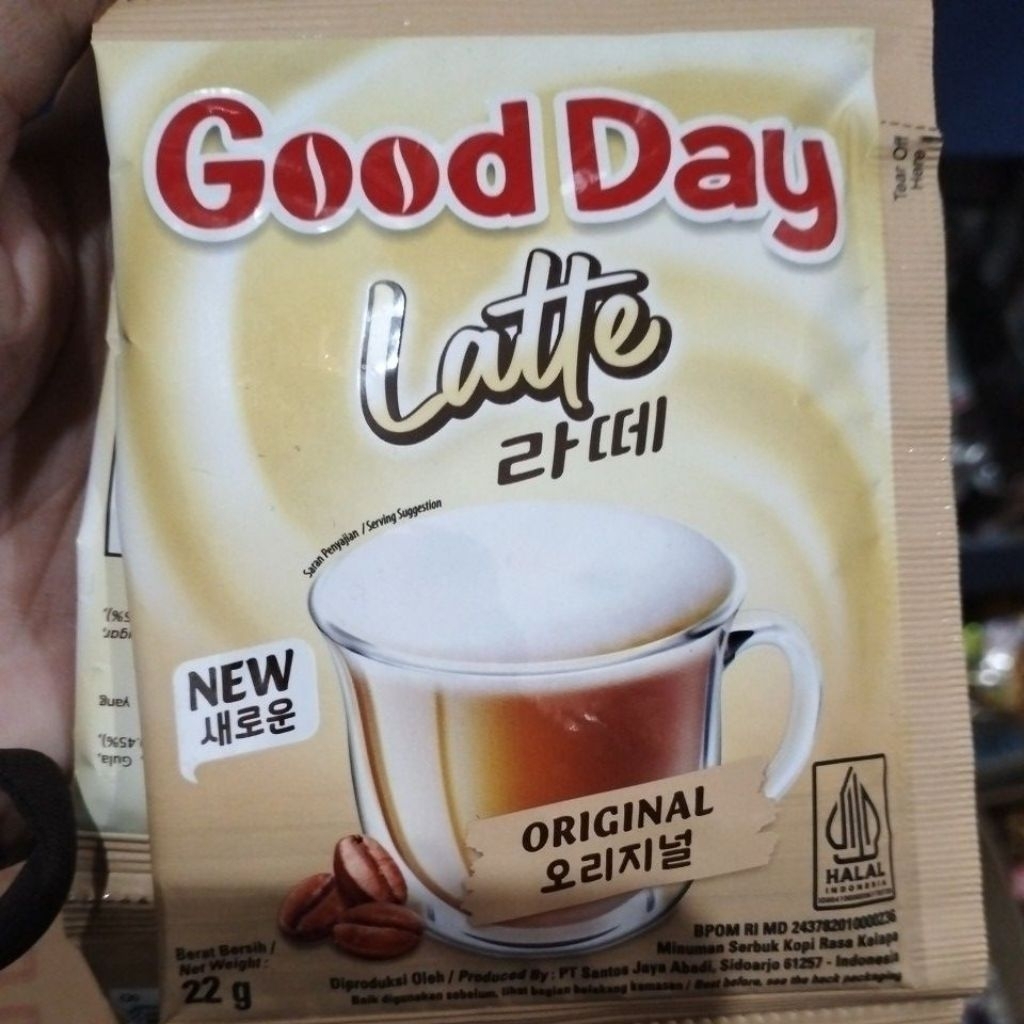 Good Day
Latte
라떼
Tear Off
Here
Saran Penyajian / Serving Suggestion
NEW
새로운
ORIGINAL
오리지널
HALAL
INDONESIA
BPOM RI MD 243782010000236
Minuman Serbuk Kopi Rasa Kelapa
Berat Bersih /
Net Weight :
22 g
Diproduksi Oleh / Produced By : PT Santos Jaya Abadi, Sidoarjo 61257 - Indonesia
Baik digunakan sebelum, lihat bagian belakang kemasan / Best before, see the back packaging
yang
Gula,